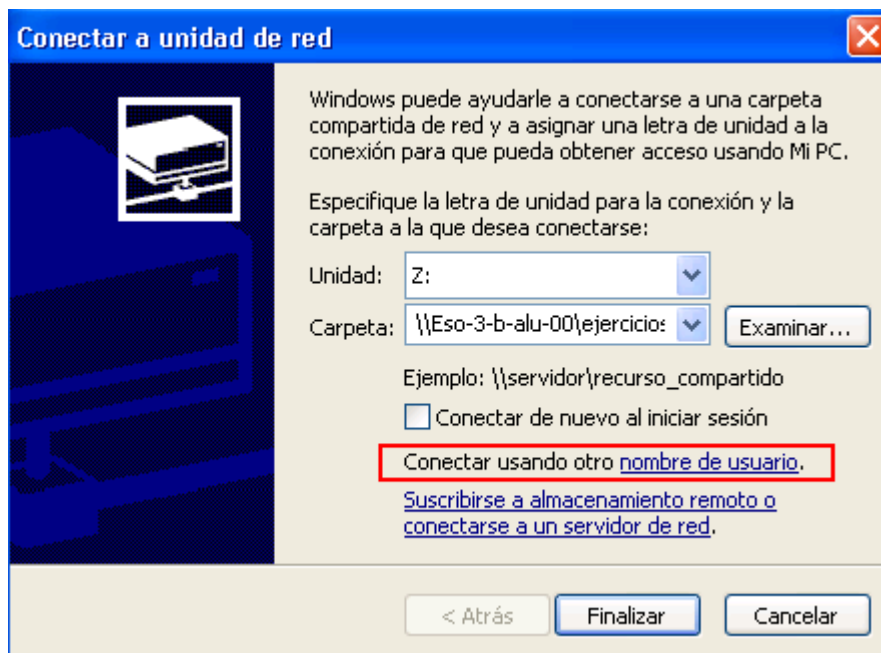 Conectar a unidad de red
Windows puede ayudarle a conectarse a una carpeta
compartida de red y a asignar una letra de unidad a la
conexión para que pueda obtener acceso usando Mi PC.
Especifique la letra de unidad para la conexión y la
carpeta a la que desea conectarse:
Unidad: Z:
Carpeta: \\Eso-3-b-alu-00\ejercicios Examinar...
Ejemplo: \\servidor\recurso_compartido
Conectar de nuevo al iniciar sesión
Conectar usando otro nombre de usuario.
Suscribirse a almacenamiento remoto o
conectarse a un servidor de red.
< Atrás Finalizar Cancelar